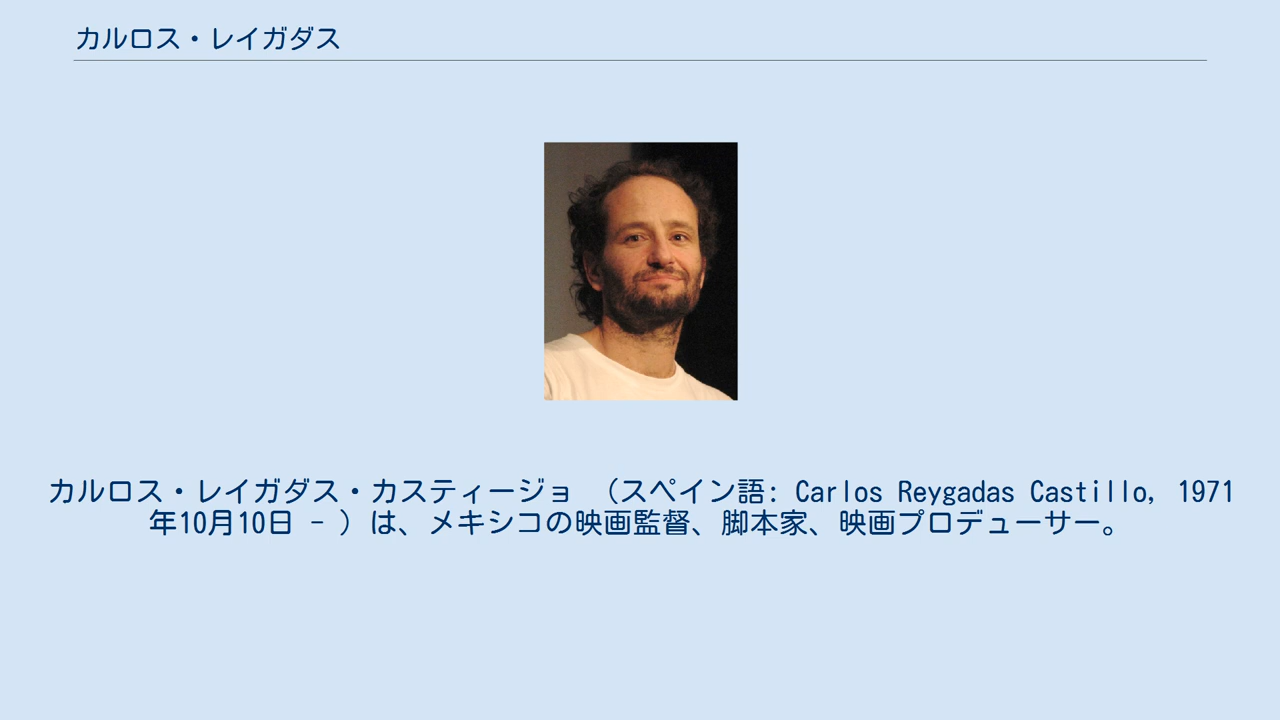 カルロス・レイガダス
カルロス・レイガダス・カスティージョ （スペイン語: Carlos Reygadas Castillo, 1971
年10月10日 - ）は、メキシコの映画監督、脚本家、映画プロデューサー。